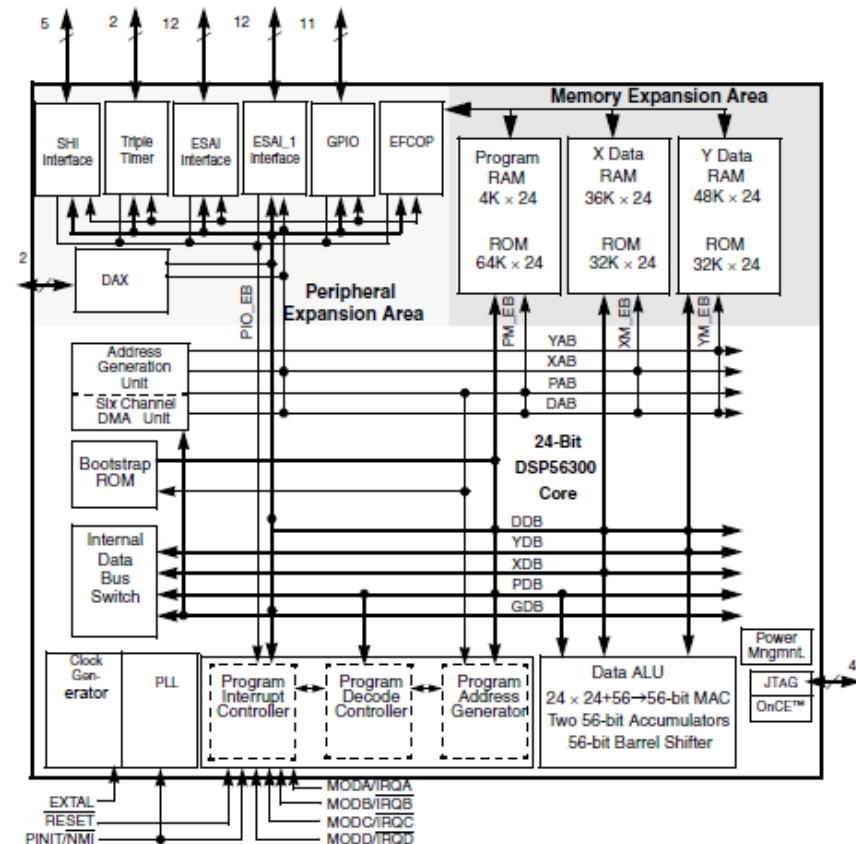 5 2 12 12 11
Memory Expansion Area
SHI
Interface
Triple
Timer
ESAI
Interface
ESAI_1
Interface
GPIO
EFCOP
Program
RAM
4K × 24
ROM
64K × 24
X Data
RAM
36K × 24
ROM
32K × 24
Y Data
RAM
48K × 24
ROM
32K × 24
2
DAX
PIO_EB
Peripheral
Expansion Area
PM_EB
XM_EB
YM_EB
Address
Generation
Unit
Six Channel
DMA Unit
YAB
XAB
PAB
DAB
24-Bit
DSP56300
Core
Bootstrap
ROM
Internal
Data
Bus
Switch
DDB
YDB
XDB
PDB
GDB
Clock
Gen-
erator
PLL
Program
Interrupt
Controller
Program
Decode
Controller
Program
Address
Generator
Data ALU
24 × 24+56→56-bit MAC
Two 56-bit Accumulators
56-bit Barrel Shifter
Power
Mngmnt.
JTAG
OnCE™
4
EXTAL
RESET
PINIT/NMI
MODA/IRQA
MODB/IRQB
MODC/IRQC
MODD/IRQD